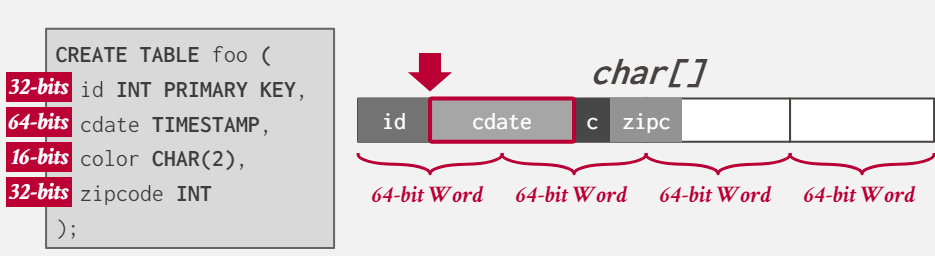 CREATE TABLE foo (
32-bits id INT PRIMARY KEY,
64-bits cdate TIMESTAMP,
16-bits color CHAR(2),
32-bits zipcode INT
);
char[]
id cdate c zipc
64-bit Word 64-bit Word 64-bit Word 64-bit Word